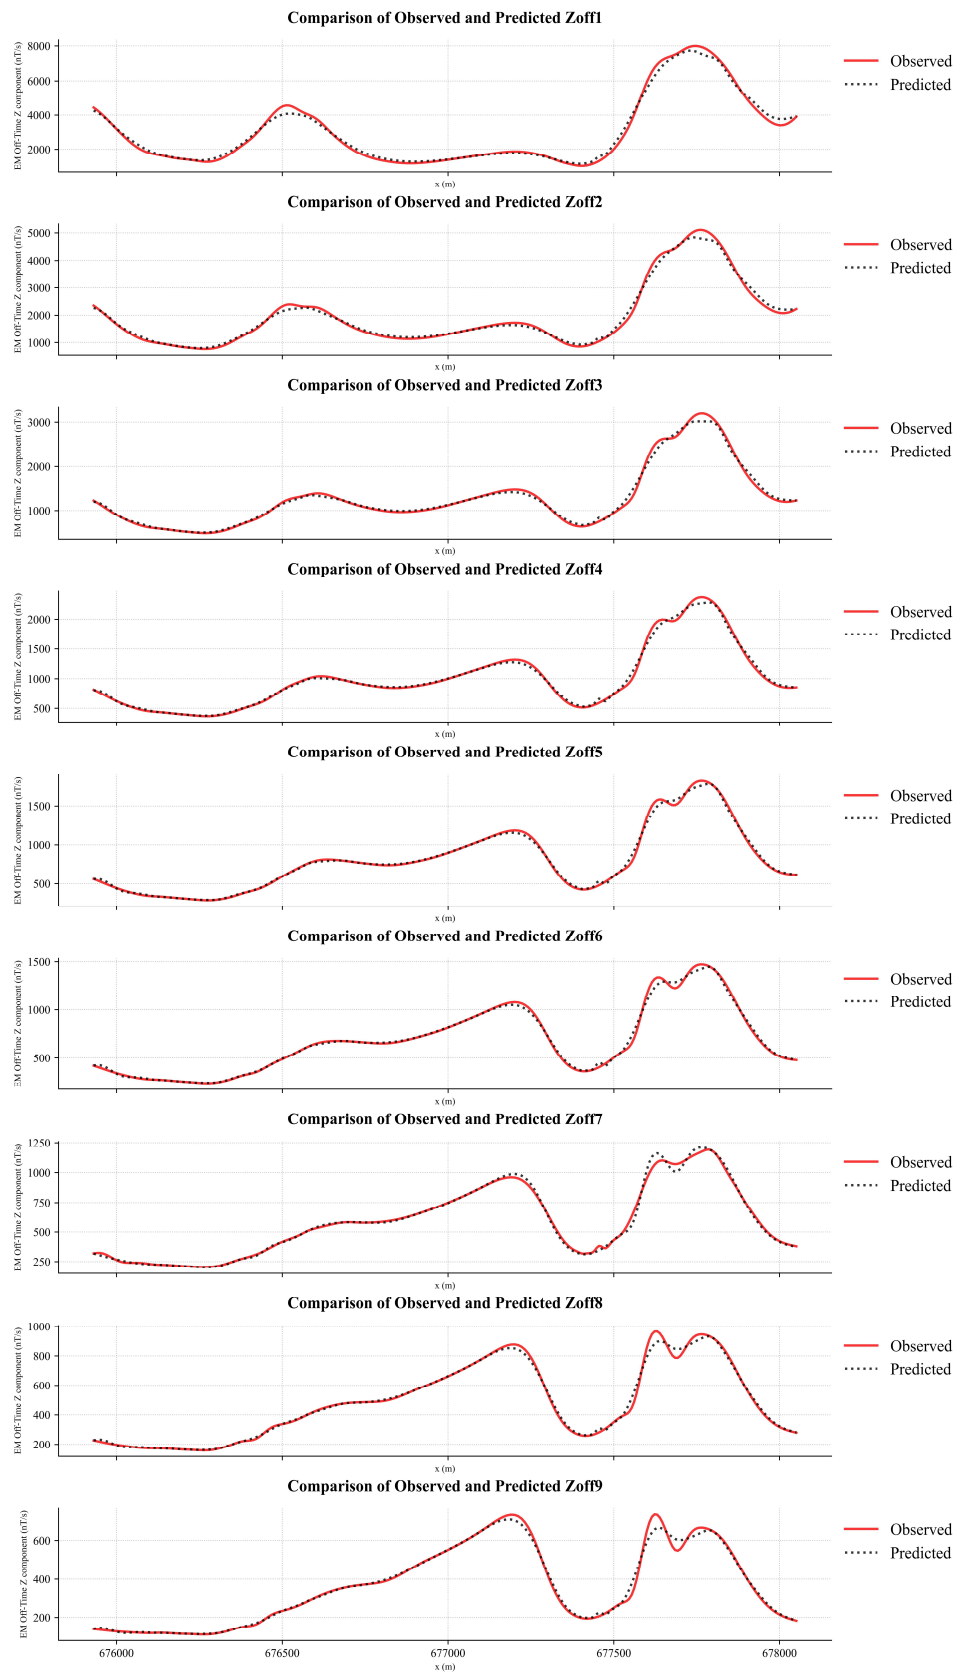 Comparison of Observed and Predicted Zoff1
EM Off-Time Z component (nT/s)
8000
6000
4000
2000
x (m)
Observed
Predicted
Comparison of Observed and Predicted Zoff2
EM Off-Time Z component (nT/s)
5000
4000
3000
2000
1000
x (m)
Observed
Predicted
Comparison of Observed and Predicted Zoff3
EM Off-Time Z component (nT/s)
3000
2000
1000
x (m)
Observed
Predicted
Comparison of Observed and Predicted Zoff4
EM Off-Time Z component (nT/s)
2000
1500
1000
500
x (m)
Observed
Predicted
Comparison of Observed and Predicted Zoff5
EM Off-Time Z component (nT/s)
1500
1000
500
x (m)
Observed
Predicted
Comparison of Observed and Predicted Zoff6
EM Off-Time Z component (nT/s)
1500
1000
500
x (m)
Observed
Predicted
Comparison of Observed and Predicted Zoff7
EM Off-Time Z component (nT/s)
1250
1000
750
500
250
x (m)
Observed
Predicted
Comparison of Observed and Predicted Zoff8
EM Off-Time Z component (nT/s)
1000
800
600
400
200
x (m)
Observed
Predicted
Comparison of Observed and Predicted Zoff9
EM Off-Time Z component (nT/s)
600
400
200
676000 676500 677000 677500 678000
x (m)
Observed
Predicted